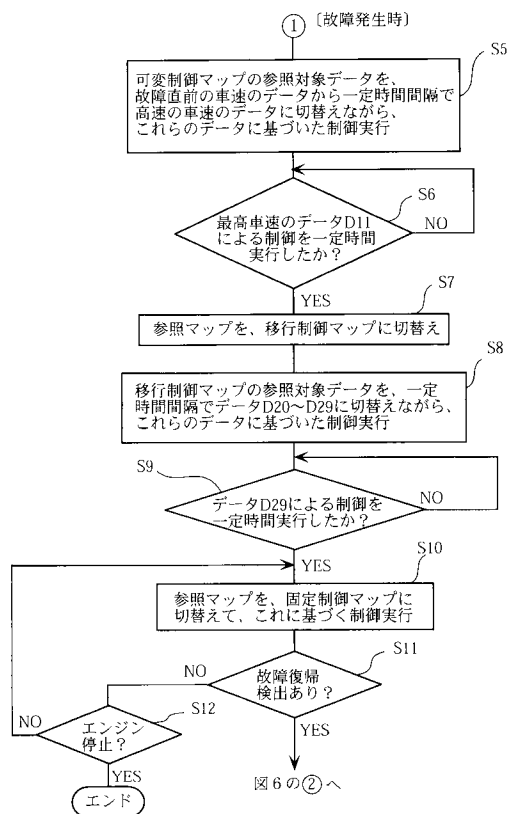 ① 〔故障発生時〕
S5
可変制御マップの参照対象データを、
故障直前の車速のデータから一定時間間隔で
高速の車速のデータに切替えながら、
これらのデータに基づいた制御実行
S6
最高車速のデータD11
による制御を一定時間
実行したか？
NO
YES
S7
参照マップを、移行制御マップに切替え
S8
移行制御マップの参照対象データを、一定
時間間隔でデータD20〜D29に切替えながら、
これらのデータに基づいた制御実行
S9
データD29による制御を
一定時間実行したか？
NO
YES
S10
参照マップを、固定制御マップに
切替えて、これに基づく制御実行
S11
故障復帰
検出あり？
NO
YES
S12
エンジン
停止？
NO
YES
エンド
図6の②へ